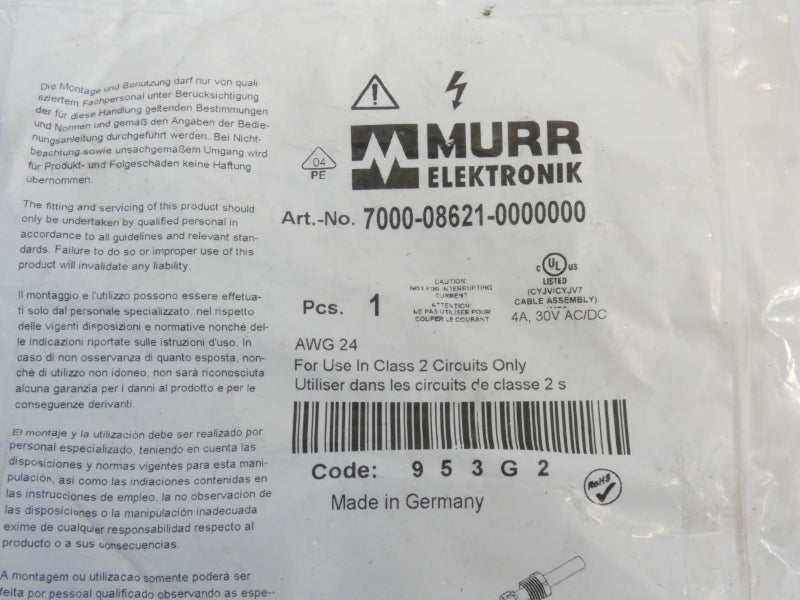 Die Montage und Benutzung darf nur von quali-
fiziertem Fachpersonal unter Berücksichtigung
der für diese Handlung geltenden Bestimmungen
und Normen und gemäß den Angaben der Bedie-
nungsanleitung durchgeführt werden. Bei Nicht-
beachtung sowie unsachgemäßem Umgang wird
für Produkt- und Folgeschäden keine Haftung
übernommen.
The fitting and servicing of this product should
only be undertaken by qualified personal in
accordance to all guidelines and relevant stan-
dards. Failure to do so or improper use of this
product will invalidate any liability.
Il montaggio e l'utilizzo possono essere effetua-
ti solo dal personale specializzato, nel rispetto
delle vigenti disposizioni e normative nonché del-
le indicazioni riportate sulle istruzioni d'uso. In
caso di non osservanza di quanto esposta, non-
ché di utilizzo non idoneo, non sarà riconosciuta
alcuna garanzia per i danni al prodotto e per le
conseguenze derivanti.
El montaje y la utilización debe ser realizado por
personal especializado, teniendo en cuenta las
disposiciones y normas vigentes para esta mani-
pulación, así como las indiaciones contenidas en
las instrucciones de empleo. la no observación de
las disposiciones o la manipulación inadecuada
exime de cualquier responsabilidad respecto al
producto o a sus consecuencias.
A montagem ou utilizacao somente poderá ser
feita por pessoal qualificado observando as espe-
04
PE
MURR
ELEKTRONIK
Art.-No. 7000-08621-0000000
Pcs. 1
CAUTION:
NOT FOR INTERRUPTING
CURRENT
ATTENTION:
NE PAS UTILISER POUR
COUPER LE COURANT
c UL US
LISTED
(CYJV/CYJV7
CABLE ASSEMBLY)
4A, 30V AC/DC
AWG 24
For Use In Class 2 Circuits Only
Utiliser dans les circuits de classe 2 s
Code: 953G2
RoHS
Made in Germany